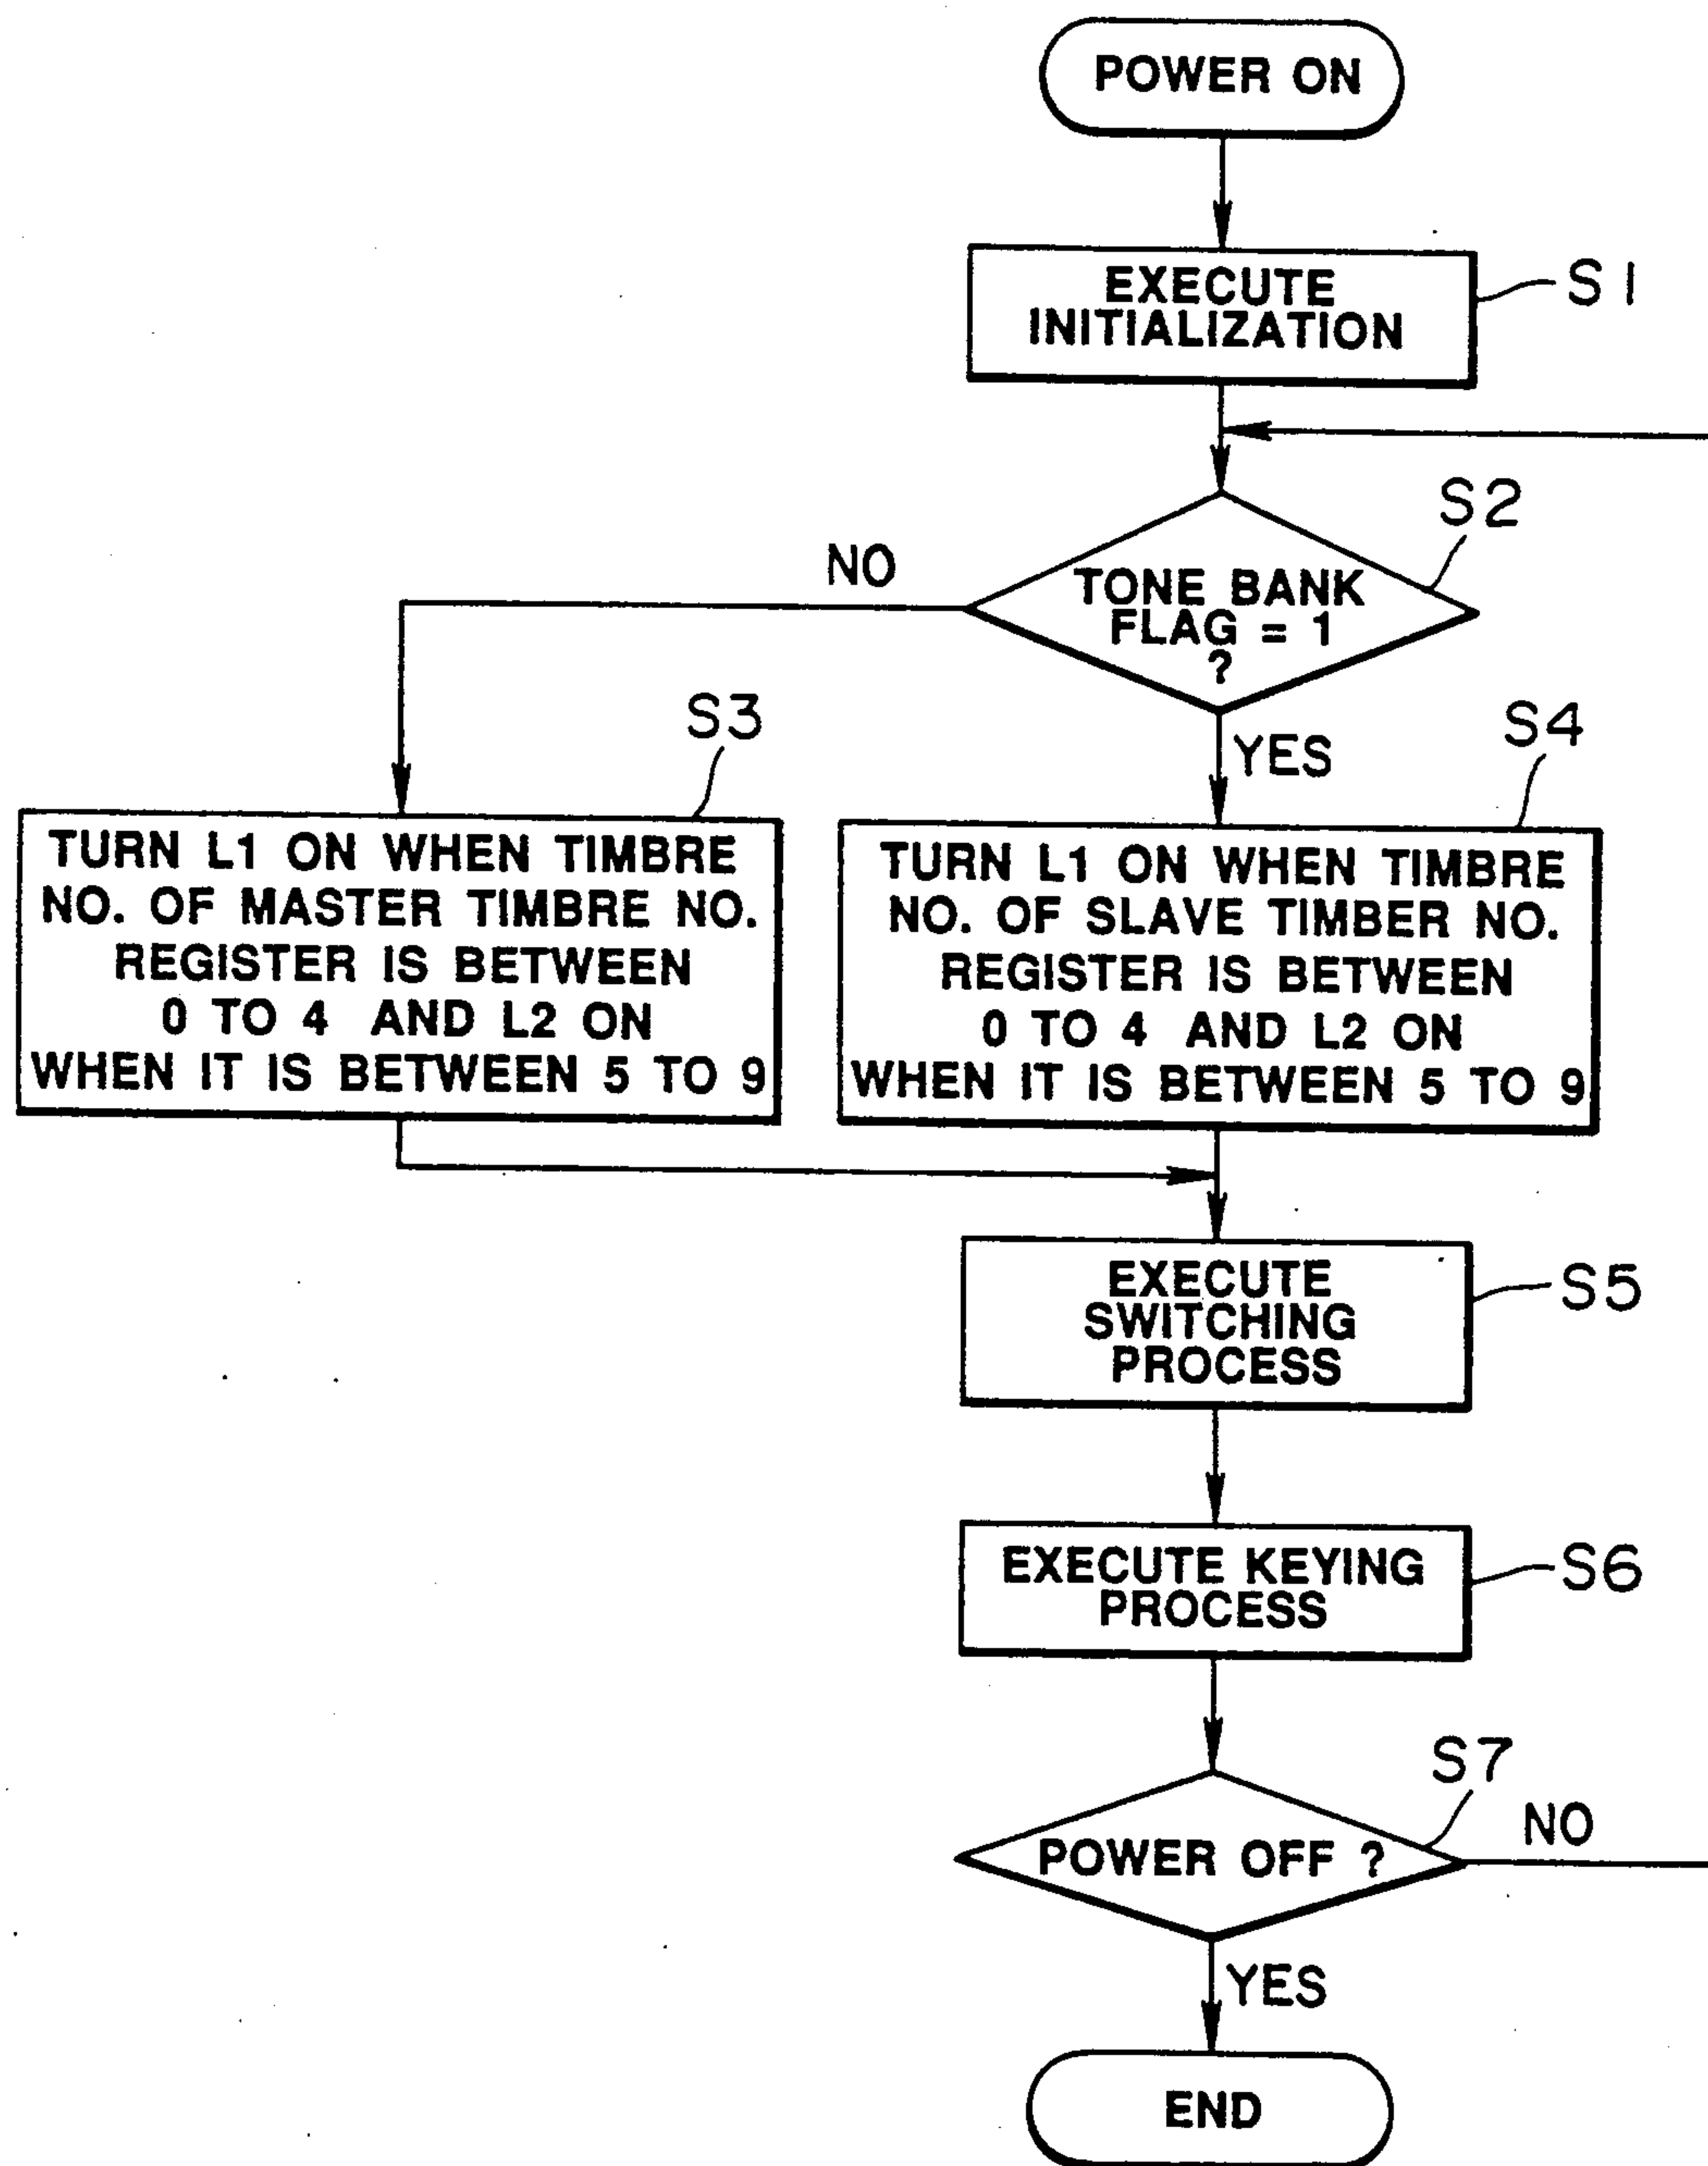 POWER ON
EXECUTE
INITIALIZATION
S1
S2
TONE BANK
FLAG = 1
?
NO
YES
S3
TURN L1 ON WHEN TIMBRE
NO. OF MASTER TIMBRE NO.
REGISTER IS BETWEEN
0 TO 4 AND L2 ON
WHEN IT IS BETWEEN 5 TO 9
S4
TURN L1 ON WHEN TIMBRE
NO. OF SLAVE TIMBER NO.
REGISTER IS BETWEEN
0 TO 4 AND L2 ON
WHEN IT IS BETWEEN 5 TO 9
EXECUTE
SWITCHING
PROCESS
S5
EXECUTE KEYING
PROCESS
S6
S7
POWER OFF ?
NO
YES
END